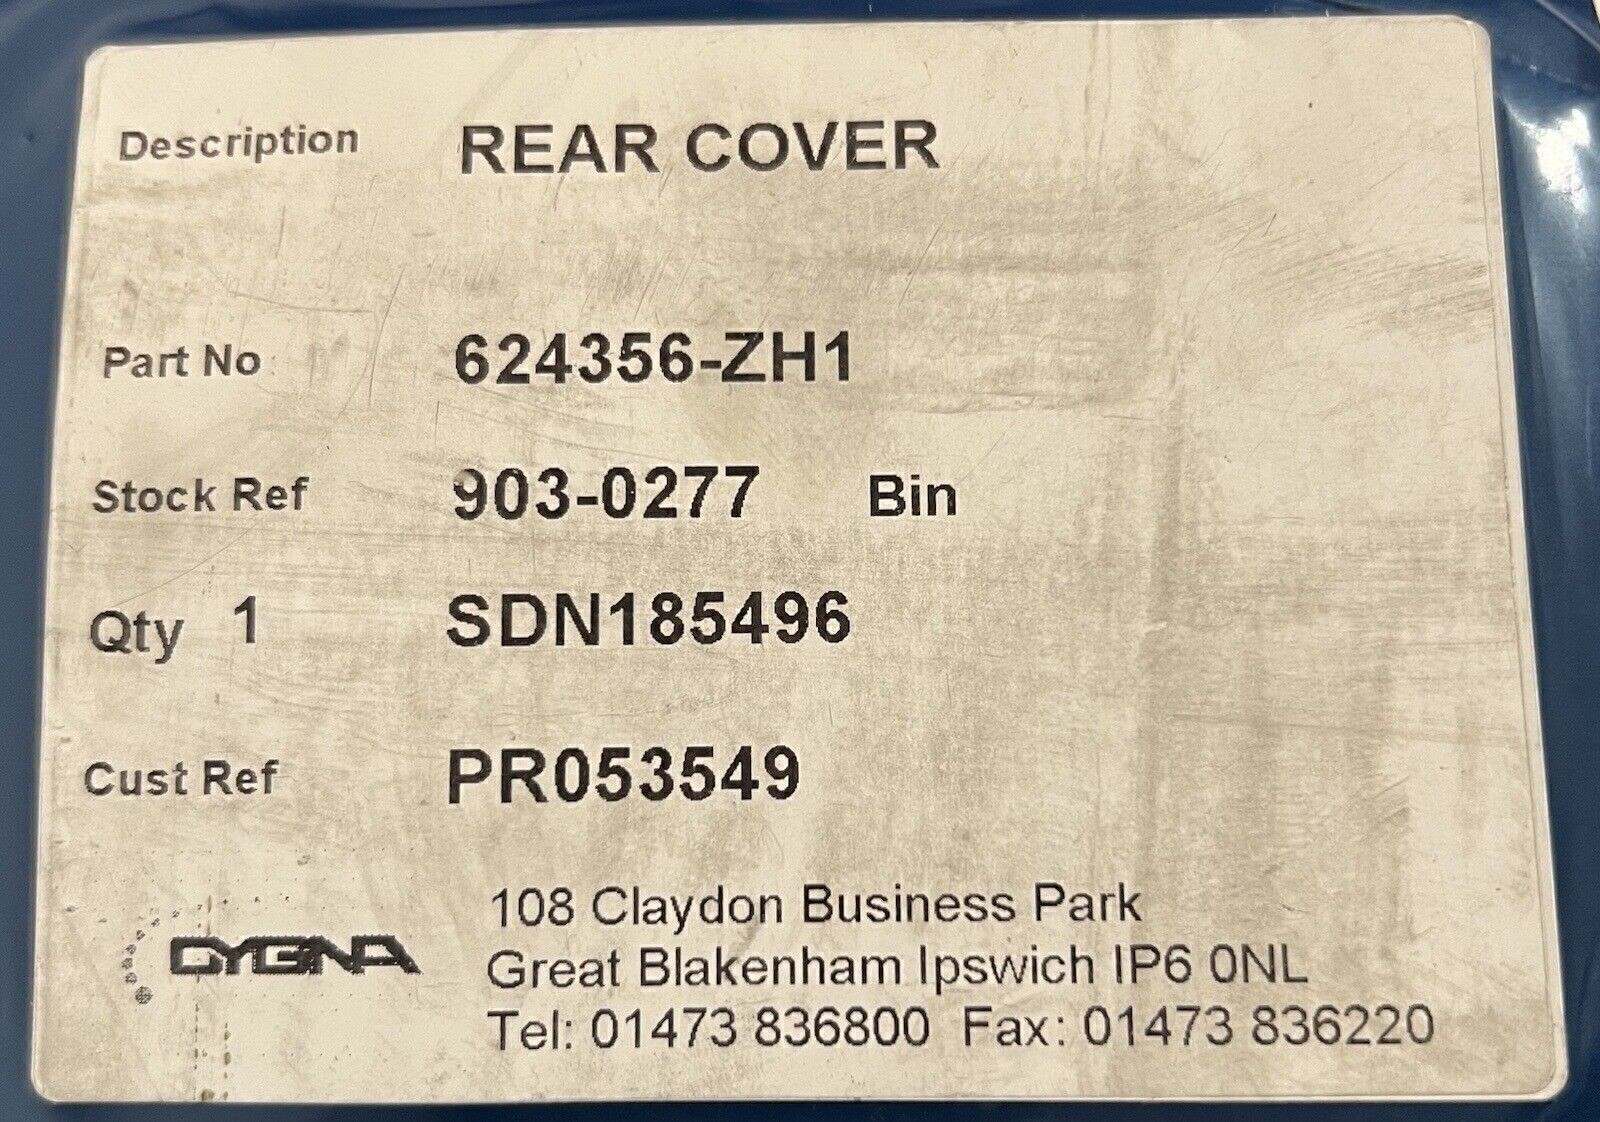 Description REAR COVER
Part No 624356-ZH1
Stock Ref 903-0277 Bin
Qty 1 SDN185496
Cust Ref PR053549
CYGNA
108 Claydon Business Park
Great Blakenham Ipswich IP6 0NL
Tel: 01473 836800 Fax: 01473 836220